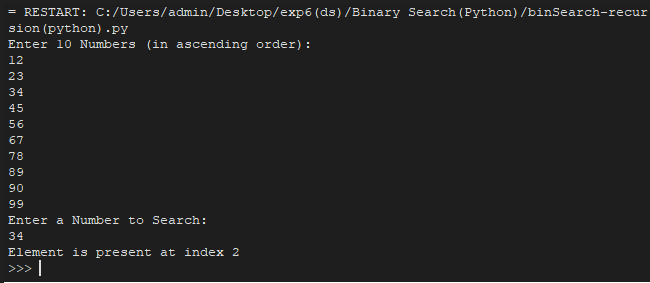 = RESTART: C:/Users/admin/Desktop/exp6(ds)/Binary Search(Python)/binSearch-recur
sion(python).py
Enter 10 Numbers (in ascending order):
12
23
34
45
56
67
78
89
90
99
Enter a Number to Search:
34
Element is present at index 2
>>>